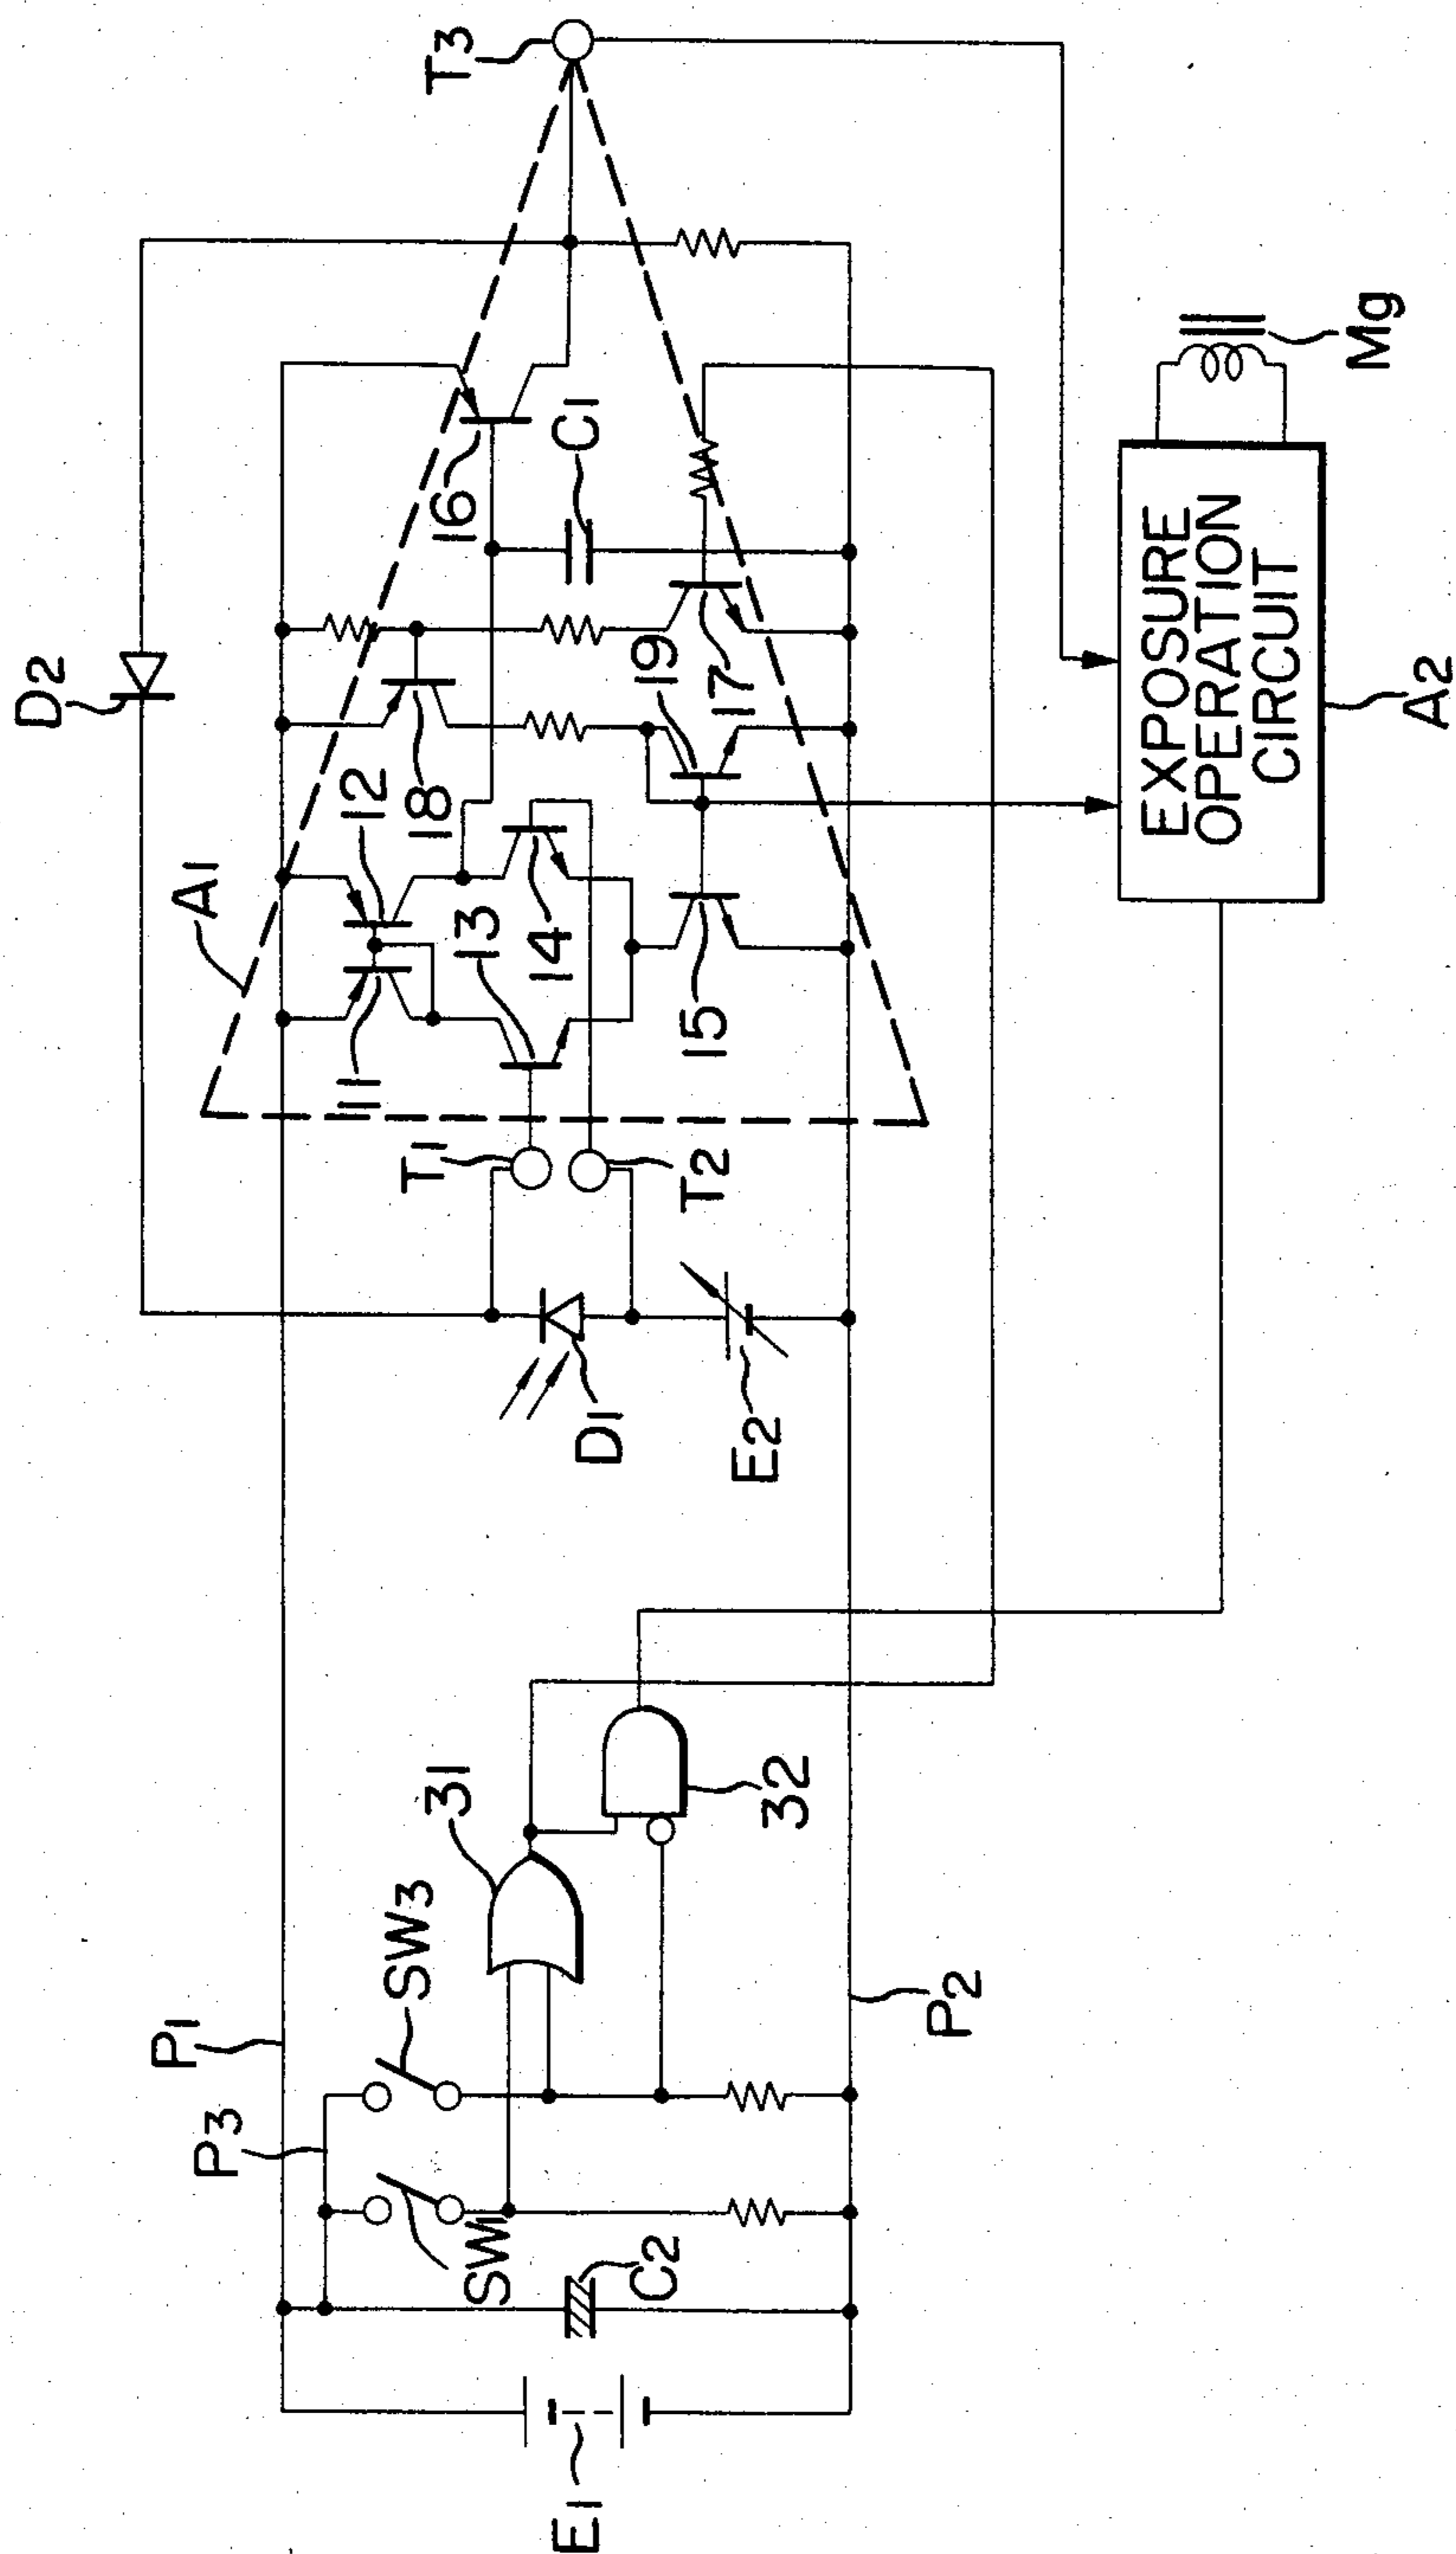 E1
C2
SW1
SW3
P3
P1
P2
31
32
D1
E2
T1
T2
A1
11
12
13
14
15
16
17
18
19
C1
D2
T3
EXPOSURE
OPERATION
CIRCUIT
A2
Mg